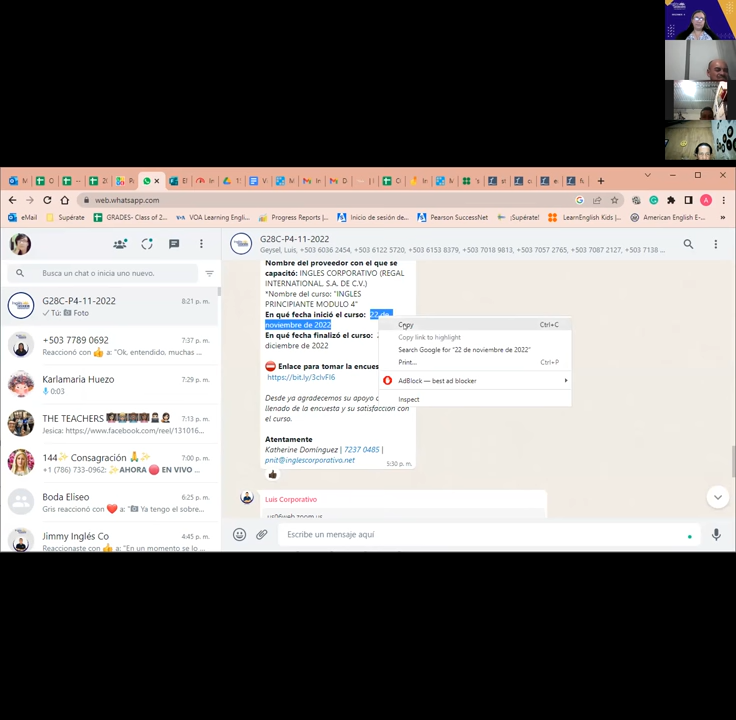 web.whatsapp.com
eMail
Supérate
GRADES- Class of 2...
VOA Learning Engli...
Progress Reports |...
Inicio de sesión de...
Pearson SuccessNet
¡Supérate!
LearnEnglish Kids |...
American English -...
Busca un chat o inicia uno nuevo.
G28C-P4-11-2022
8:21 p. m.
Tú: Foto
+503 7789 0692
7:37 p. m.
Reaccionó con 👍 a: "Ok, entendido, muchas ...
Karlamaria Huezo
7:29 p. m.
0:03
THE TEACHERS
7:13 p. m.
Jesica: https://www.facebook.com/reel/131016...
144✨ Consagración 🙏✨
7:00 p. m.
+1 (786) 733-0962: ✨AHORA 🔴 EN VIVO ...
Boda Eliseo
6:25 p. m.
Gris reaccionó con ❤️ a: "📷 Ya tengo el sobre...
Jimmy Inglés Co
4:45 p. m.
Reaccionaste con 👍 a: "En un momento se lo ...
G28C-P4-11-2022
Geysel, Luis, +503 6036 2454, +503 6122 5720, +503 6153 8379, +503 7018 9813, +503 7057 2765, +503 7087 2127, +503 7138 ...
Nombre del proveedor con el que se
capacitó: INGLES CORPORATIVO (REGAL
INTERNATIONAL, S.A. DE C.V.)
*Nombre del curso: "INGLES
PRINCIPIANTE MODULO 4"
En qué fecha inició el curso: 22 de
noviembre de 2022
En qué fecha finalizó el curso:
diciembre de 2022
⛔ Enlace para tomar la encues
https://bit.ly/3clvFl6
Desde ya agradecemos su apoyo
llenado de la encuesta y su satisfacción con
el curso.
Atentamente
Katherine Domínguez | 7237 0485 |
pnit@inglescorporativo.net
5:30 p. m.
Copy Ctrl+C
Copy link to highlight
Search Google for "22 de noviembre de 2022"
Print... Ctrl+P
AdBlock — best ad blocker
Inspect
Luis Corporativo
us06web.zoom.us
Escribe un mensaje aquí